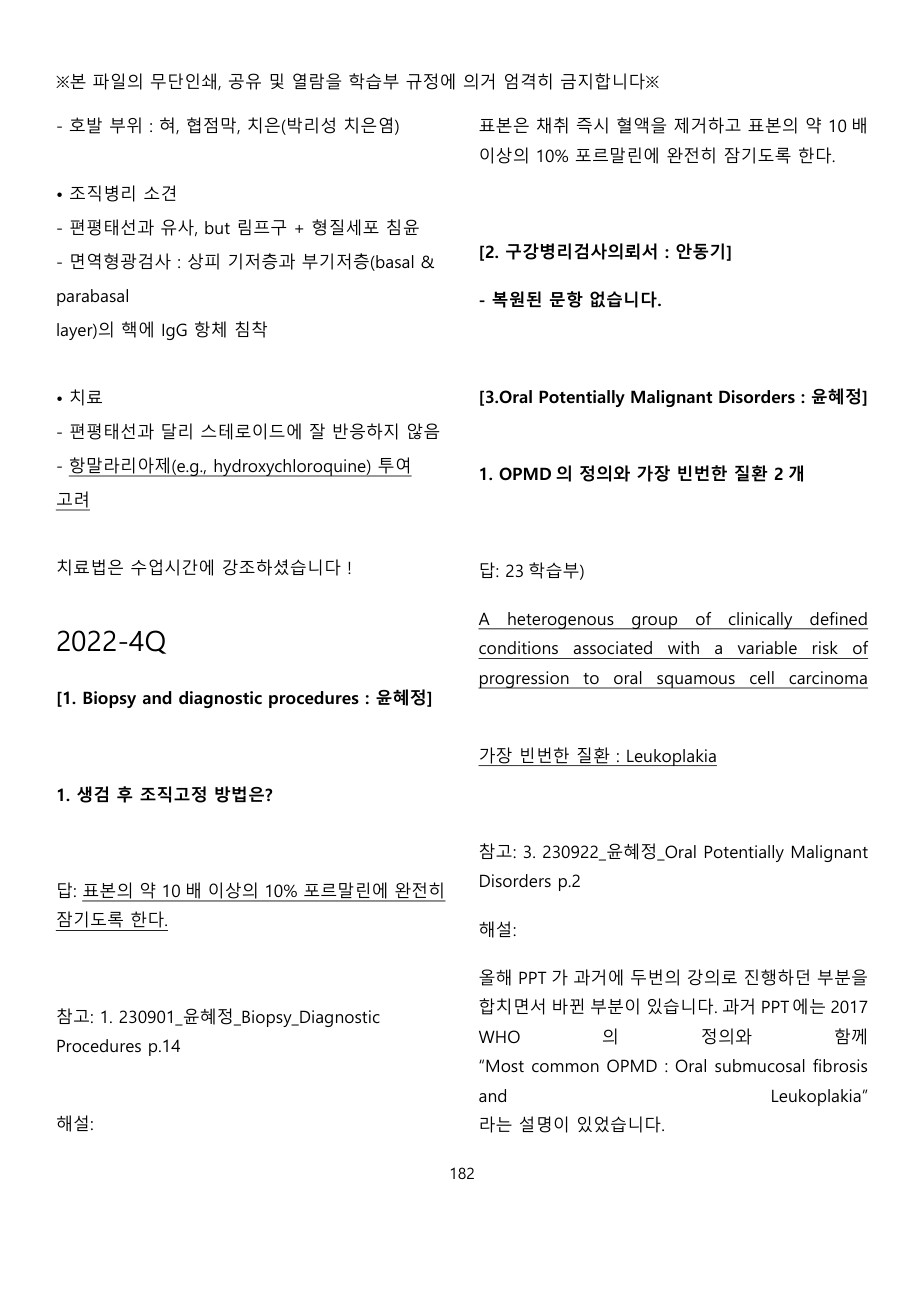 ※본 파일의 무단인쇄, 공유 및 열람을 학습부 규정에 의거 엄격히 금지합니다※
- 호발 부위 : 혀, 협점막, 치은(박리성 치은염)
• 조직병리 소견
- 편평태선과 유사, but 림프구 + 형질세포 침윤
- 면역형광검사 : 상피 기저층과 부기저층(basal &
parabasal
layer)의 핵에 IgG 항체 침착
• 치료
- 편평태선과 달리 스테로이드에 잘 반응하지 않음
- 항말라리아제(e.g., hydroxychloroquine) 투여
고려
치료법은 수업시간에 강조하셨습니다 !
2022-4Q
[1. Biopsy and diagnostic procedures : 윤혜정]
1. 생검 후 조직고정 방법은?
답: 표본의 약 10 배 이상의 10% 포르말린에 완전히
잠기도록 한다.
참고: 1. 230901_윤혜정_Biopsy_Diagnostic
Procedures p.14
해설:
표본은 채취 즉시 혈액을 제거하고 표본의 약 10 배
이상의 10% 포르말린에 완전히 잠기도록 한다.
[2. 구강병리검사의뢰서 : 안동기]
- 복원된 문항 없습니다.
[3.Oral Potentially Malignant Disorders : 윤혜정]
1. OPMD 의 정의와 가장 빈번한 질환 2 개
답: 23 학습부)
A heterogenous group of clinically defined
conditions associated with a variable risk of
progression to oral squamous cell carcinoma
가장 빈번한 질환 : Leukoplakia
참고: 3. 230922_윤혜정_Oral Potentially Malignant
Disorders p.2
해설:
올해 PPT 가 과거에 두번의 강의로 진행하던 부분을
합치면서 바뀐 부분이 있습니다. 과거 PPT 에는 2017
WHO 의 정의와 함께
“Most common OPMD : Oral submucosal fibrosis
and Leukoplakia”
라는 설명이 있었습니다.
182